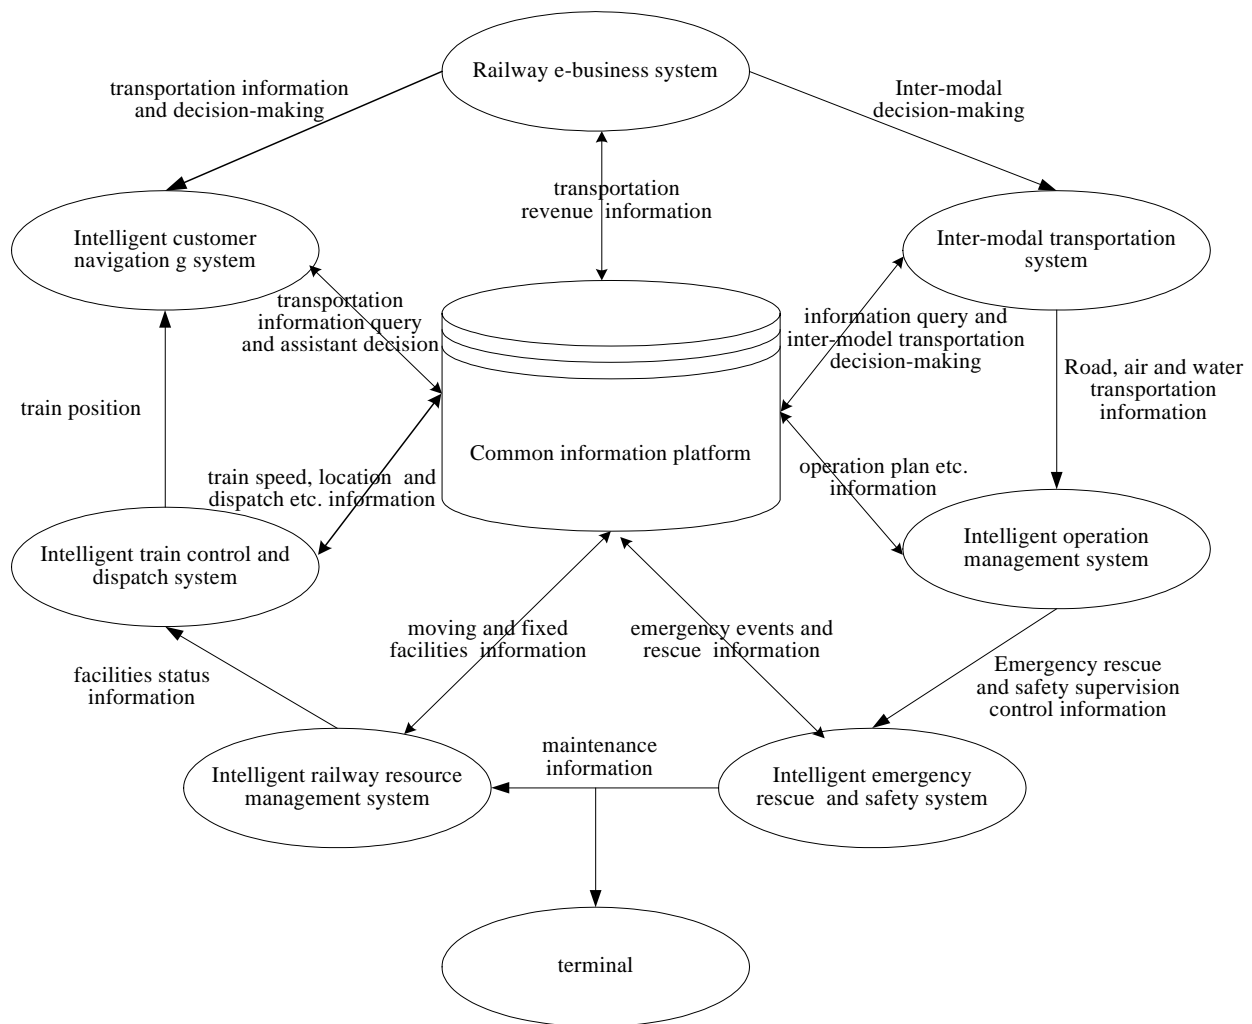 Railway e-business system
transportation information
and decision-making
Inter-modal
decision-making
transportation
revenue information
Intelligent customer
navigation g system
Inter-modal transportation
system
transportation
information query
and assistant decision
information query and
inter-model transportation
decision-making
Road, air and water
transportation
information
train position
Common information platform
train speed, location and
dispatch etc. information
operation plan etc.
information
Intelligent train control and
dispatch system
Intelligent operation
management system
moving and fixed
facilities information
emergency events and
rescue information
facilities status
information
Emergency rescue
and safety supervision
control information
maintenance
information
Intelligent railway resource
management system
Intelligent emergency
rescue and safety system
terminal